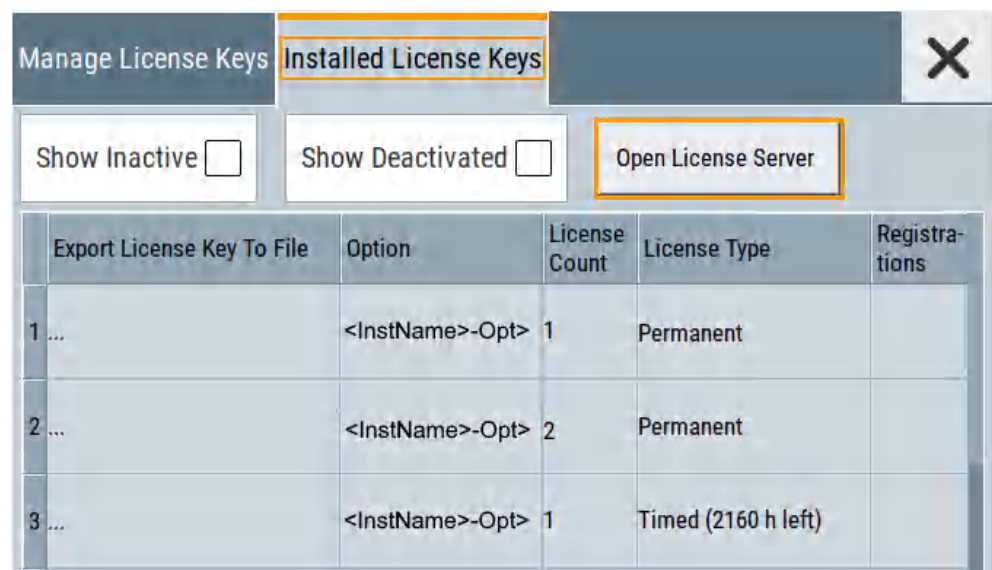 Manage License Keys Installed License Keys
Show Inactive Show Deactivated Open License Server
Export License Key To File Option License Count License Type Registra-tions
1 ... <InstName>-Opt> 1 Permanent
2 ... <InstName>-Opt> 2 Permanent
3 ... <InstName>-Opt> 1 Timed (2160 h left)